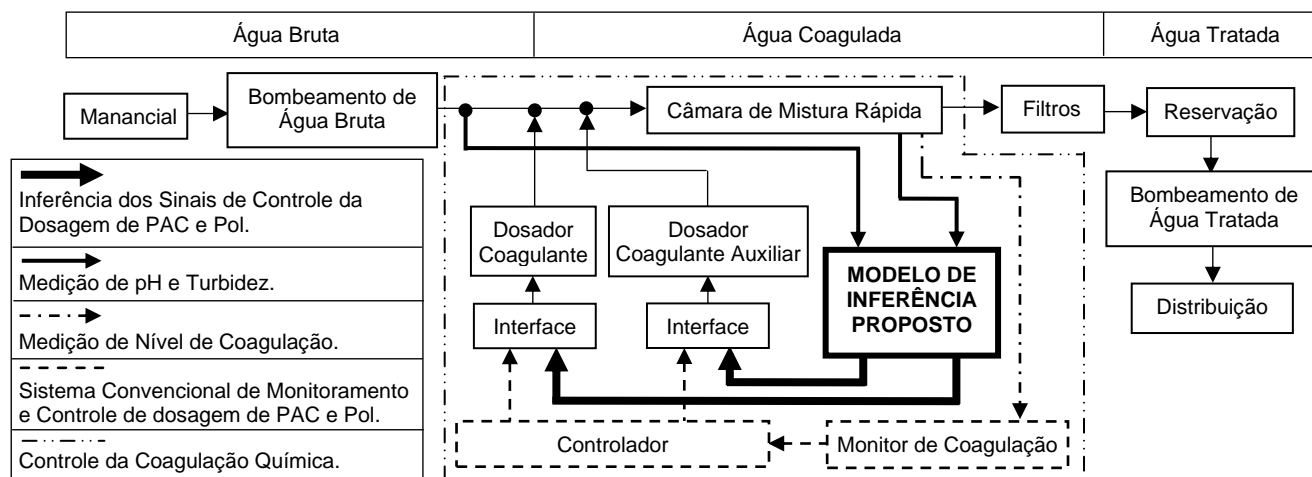 Água Bruta
Água Coagulada
Água Tratada
Manancial
Bombeamento de
Água Bruta
Câmara de Mistura Rápida
Filtros
Reservação
Inferência dos Sinais de Controle da
Dosagem de PAC e Pol.
Medição de pH e Turbidez.
Medição de Nível de Coagulação.
Sistema Convencional de Monitoramento
e Controle de dosagem de PAC e Pol.
Controle da Coagulação Química.
Dosador
Coagulante
Dosador
Coagulante Auxiliar
Interface
Interface
MODELO DE
INFERÊNCIA
PROPOSTO
Controlador
Monitor de Coagulação
Bombeamento de
Água Tratada
Distribuição